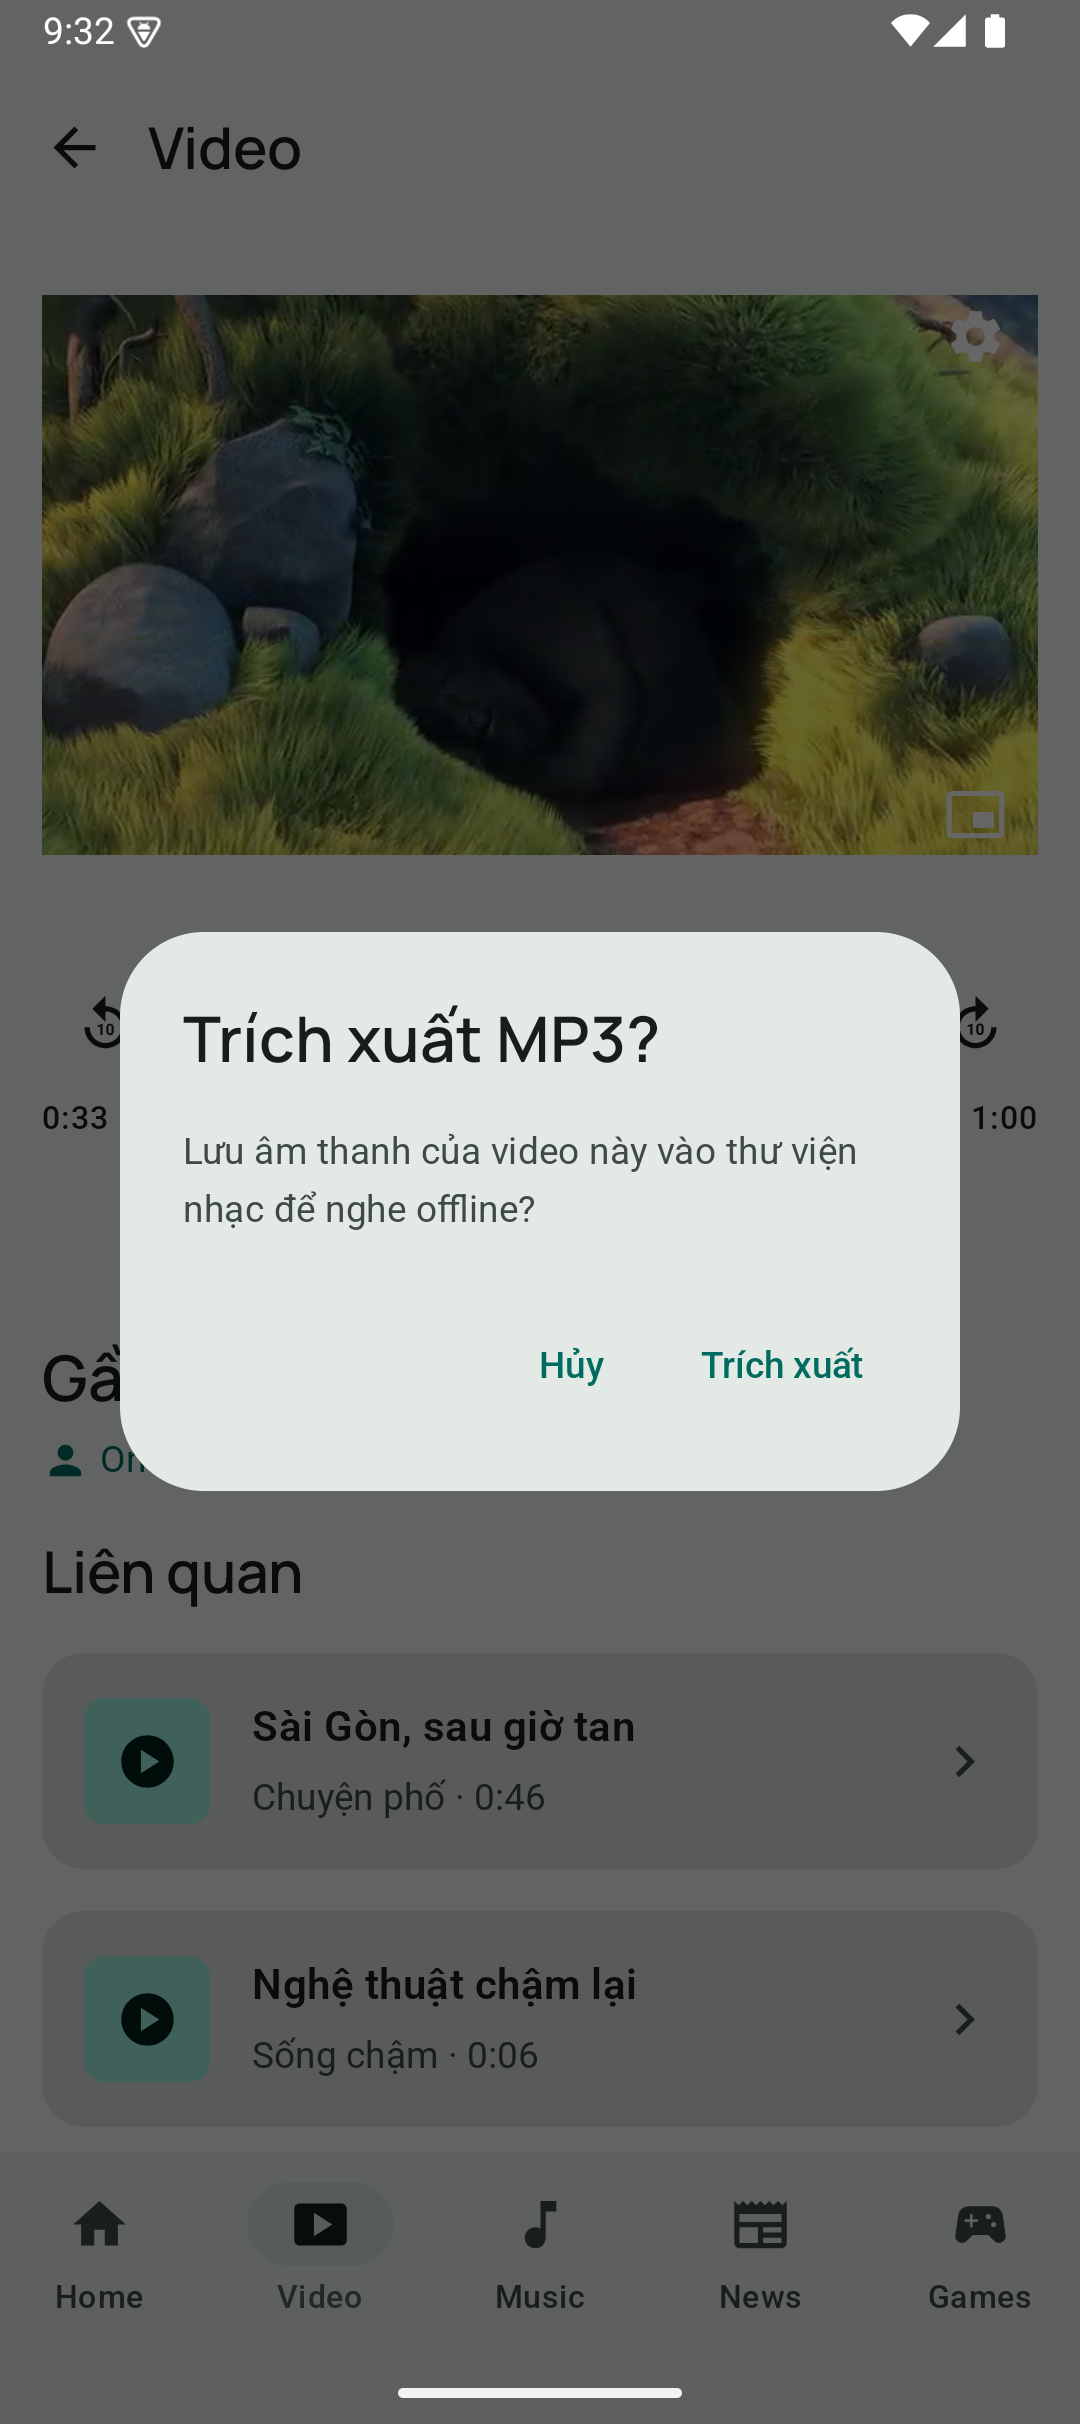 9:32
Video
Trích xuất MP3?
10
10
0:33
1:00
Lưu âm thanh của video này vào thư viện
nhạc để nghe offline?
Hủy
Trích xuất
Liên quan
Sài Gòn, sau giờ tan
Chuyện phố · 0:46
Nghệ thuật chậm lại
Sống chậm · 0:06
Home
Video
Music
News
Games